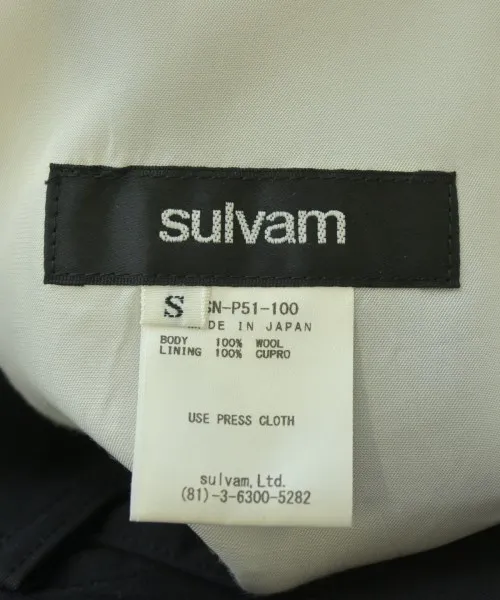 sulvam
S
SN-P51-100
MADE IN JAPAN
BODY 100% WOOL
LINING 100% CUPRO
USE PRESS CLOTH
sulvam,Ltd.
(81)-3-6300-5282